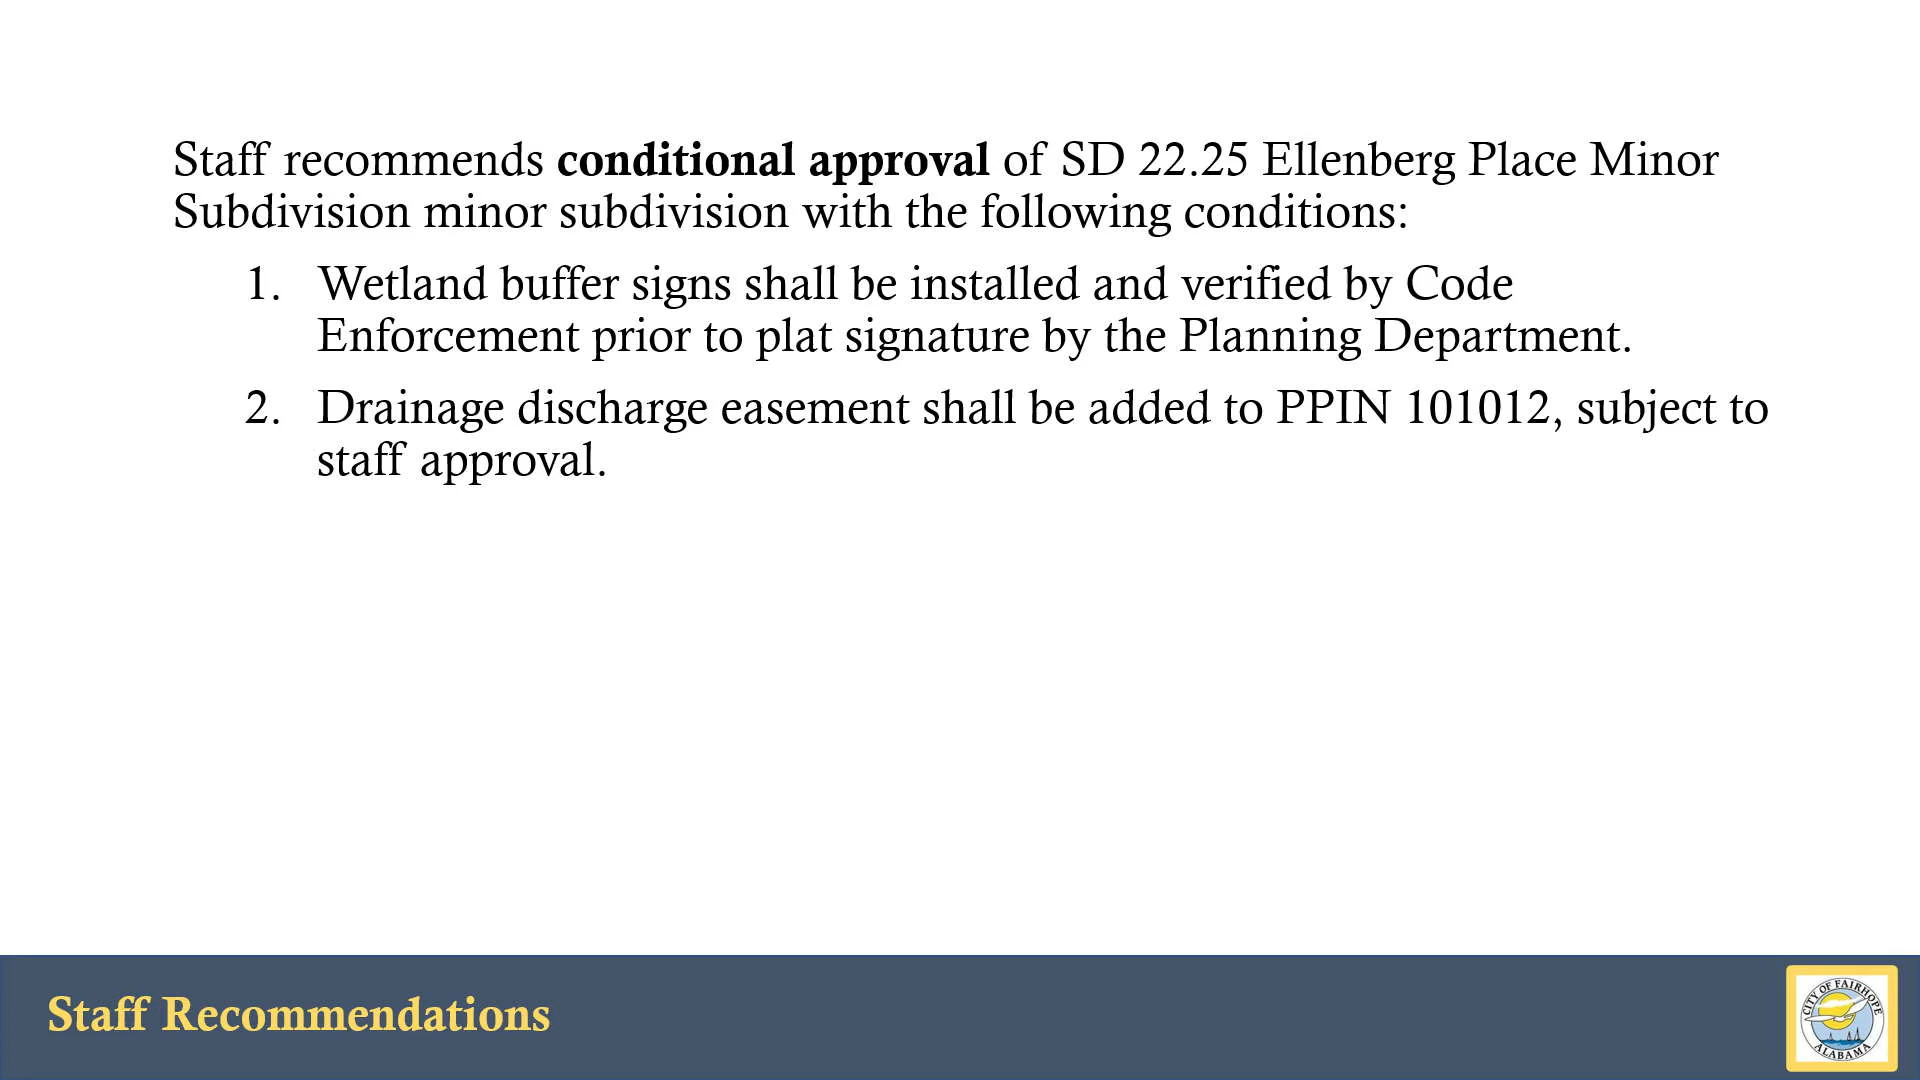 Staff recommends conditional approval of SD 22.25 Ellenberg Place Minor
Subdivision minor subdivision with the following conditions:
1. Wetland buffer signs shall be installed and verified by Code
Enforcement prior to plat signature by the Planning Department.
2. Drainage discharge easement shall be added to PPIN 101012, subject to
staff approval.
Staff Recommendations
CITY OF FAIRHOPE
ALABAMA